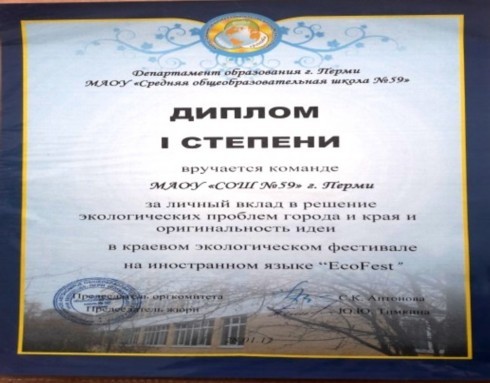 Департамент образования г. Перми
МАОУ «Средняя общеобразовательная школа №59»
ДИПЛОМ
I СТЕПЕНИ
вручается команде
МАОУ «СОШ №59» г. Перми
за личный вклад в решение
экологических проблем города и края и
оригинальность идеи
в краевом экологическом фестивале
на иностранном языке “EcoFest”
Председатель оргкомитета С.К. Антонова
Председатель жюри Ю.Ю. Тимкина